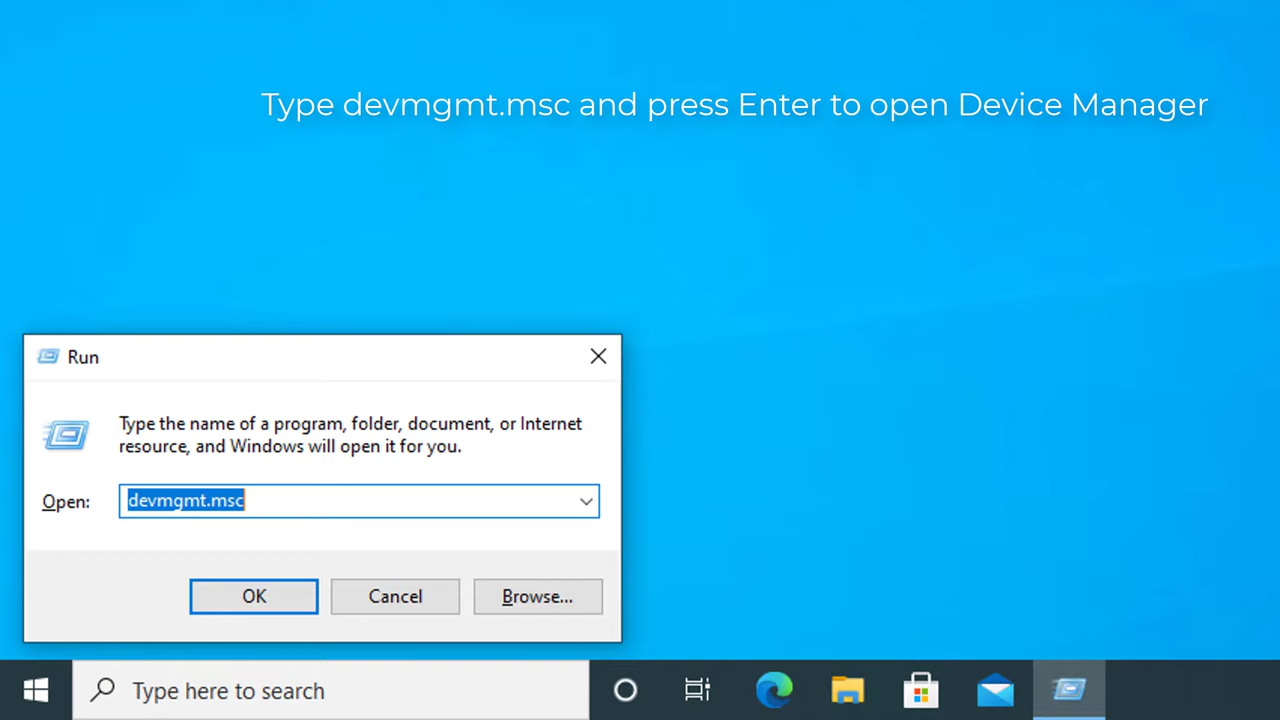 Type devmgmt.msc and press Enter to open Device Manager
Run
Type the name of a program, folder, document, or Internet
resource, and Windows will open it for you.
Open:
devmgmt.msc
OK
Cancel
Browse...
Type here to search